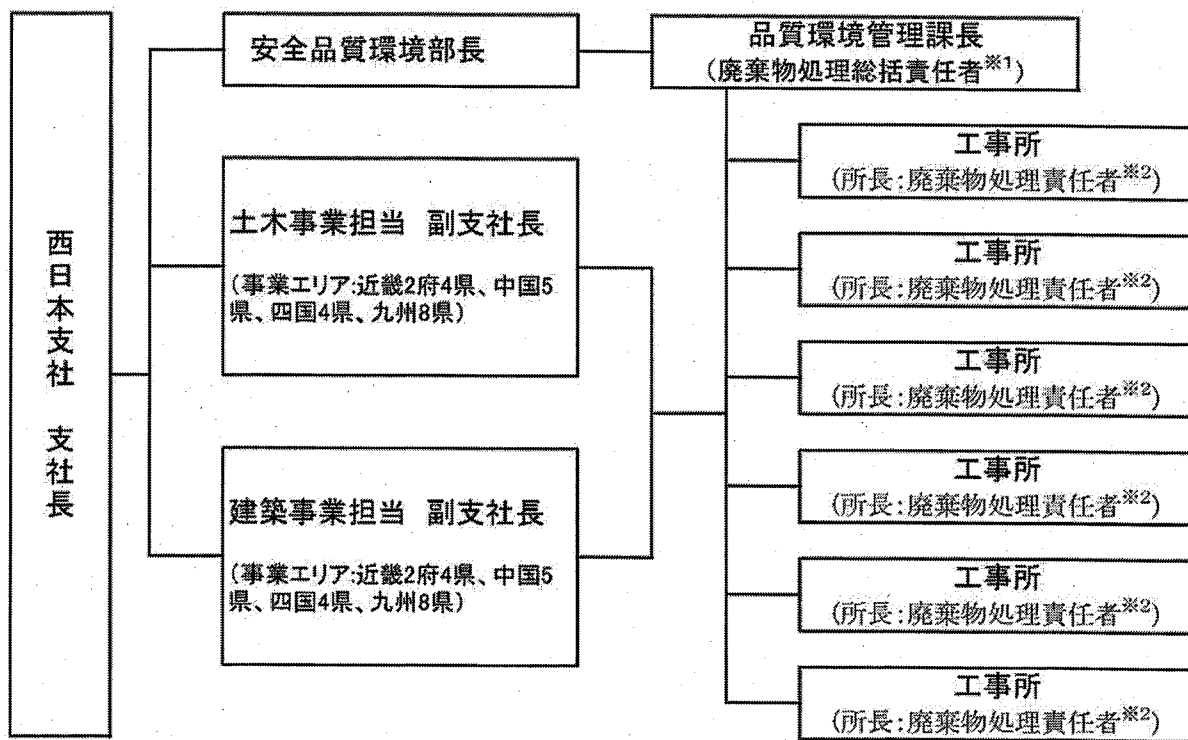 西日本支社 支社長
安全品質環境部長
品質環境管理課長
(廃棄物処理総括責任者※1)
土木事業担当 副支社長
(事業エリア:近畿2府4県、中国5
県、四国4県、九州8県)
建築事業担当 副支社長
(事業エリア:近畿2府4県、中国5
県、四国4県、九州8県)
工事所
(所長:廃棄物処理責任者※2)
工事所
(所長:廃棄物処理責任者※2)
工事所
(所長:廃棄物処理責任者※2)
工事所
(所長:廃棄物処理責任者※2)
工事所
(所長:廃棄物処理責任者※2)
工事所
(所長:廃棄物処理責任者※2)